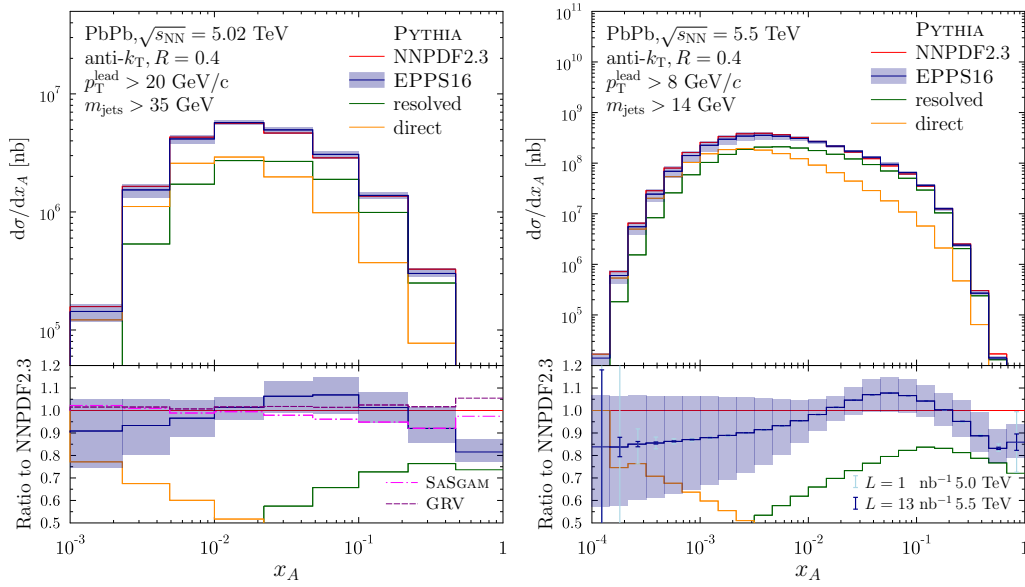 PbPb, √s_NN = 5.02 TeV
anti-k_T, R = 0.4
p_T^lead > 20 GeV/c
m_jets > 35 GeV
PYTHIA
NNPDF2.3
EPPS16
resolved
direct
dσ/dx_A [nb]
10^7
10^6
10^5
Ratio to NNPDF2.3
1.2
1.1
1.0
0.9
0.8
0.7
0.6
0.5
SASGAM
GRV
10^-3
10^-2
10^-1
1
x_A
PbPb, √s_NN = 5.5 TeV
anti-k_T, R = 0.4
p_T^lead > 8 GeV/c
m_jets > 14 GeV
PYTHIA
NNPDF2.3
EPPS16
resolved
direct
dσ/dx_A [nb]
10^11
10^10
10^9
10^8
10^7
10^6
10^5
10^4
Ratio to NNPDF2.3
1.2
1.1
1.0
0.9
0.8
0.7
0.6
0.5
L = 1 nb^-1 5.0 TeV
L = 13 nb^-1 5.5 TeV
10^-4
10^-3
10^-2
10^-1
1
x_A